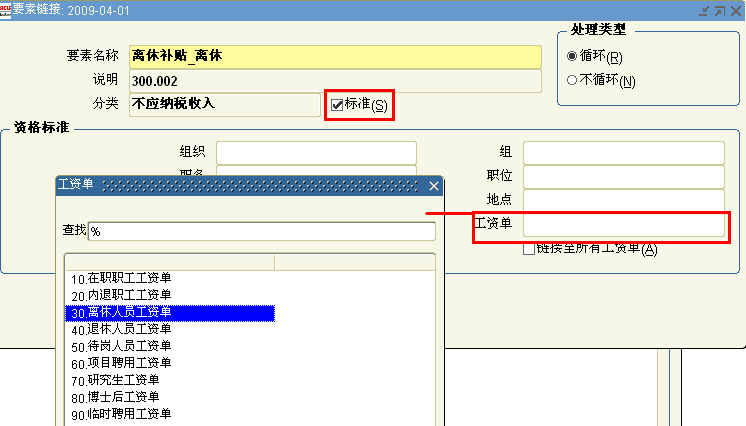 要素链接: 2009-04-01
处理类型
要素名称 离休补贴_离休
循环(R)
说明 300.002
不循环(N)
分类 不应纳税收入 标准(S)
资格标准
组织 组
职务 职位
地点
工资单
链接至所有工资单(A)
工资单
查找 %
10.在职职工工资单
20.内退职工工资单
30.离休人员工资单
40.退休人员工资单
50.待岗人员工资单
60.项目聘用工资单
70.研究生工资单
80.博士后工资单
90.临时聘用工资单